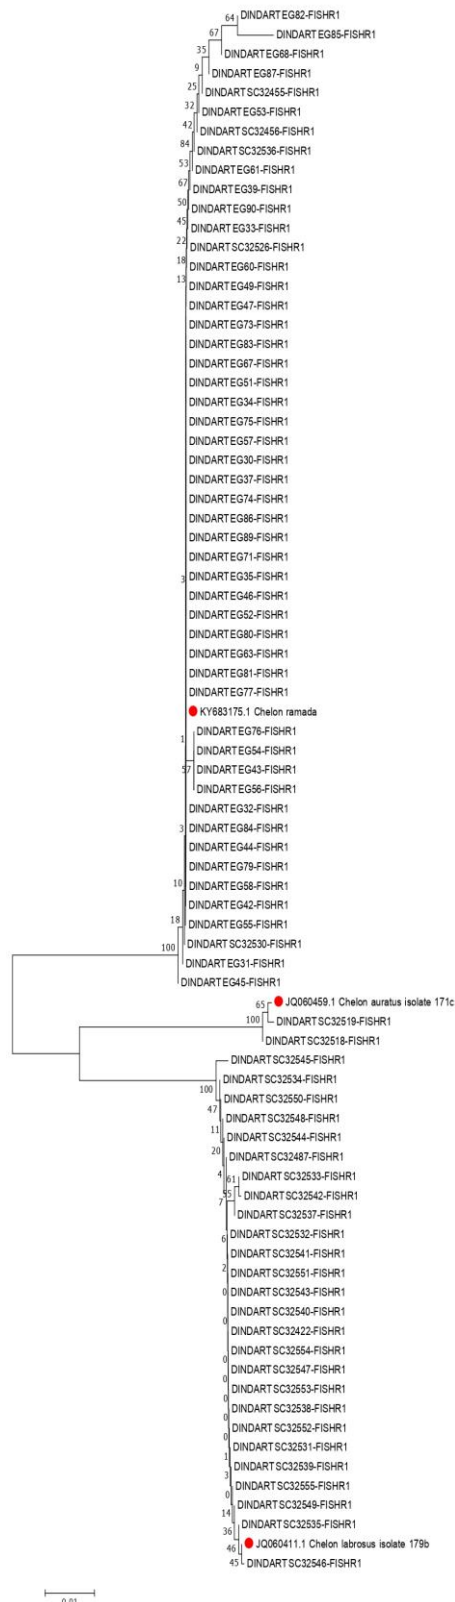 DINDARTEG82-FISHR1
DINDARTEG85-FISHR1
DINDARTEG68-FISHR1
DINDARTEG87-FISHR1
DINDARTSC32455-FISHR1
DINDARTEG53-FISHR1
DINDARTSC32456-FISHR1
DINDARTSC32536-FISHR1
DINDARTEG61-FISHR1
DINDARTEG39-FISHR1
DINDARTEG90-FISHR1
DINDARTEG33-FISHR1
DINDARTSC32526-FISHR1
DINDARTEG60-FISHR1
DINDARTEG49-FISHR1
DINDARTEG47-FISHR1
DINDARTEG73-FISHR1
DINDARTEG83-FISHR1
DINDARTEG67-FISHR1
DINDARTEG51-FISHR1
DINDARTEG34-FISHR1
DINDARTEG75-FISHR1
DINDARTEG57-FISHR1
DINDARTEG30-FISHR1
DINDARTEG37-FISHR1
DINDARTEG74-FISHR1
DINDARTEG86-FISHR1
DINDARTEG89-FISHR1
DINDARTEG71-FISHR1
DINDARTEG35-FISHR1
DINDARTEG46-FISHR1
DINDARTEG52-FISHR1
DINDARTEG80-FISHR1
DINDARTEG63-FISHR1
DINDARTEG81-FISHR1
DINDARTEG77-FISHR1
KY683175.1 Chelon ramada
DINDARTEG76-FISHR1
DINDARTEG54-FISHR1
DINDARTEG43-FISHR1
DINDARTEG56-FISHR1
DINDARTEG32-FISHR1
DINDARTEG84-FISHR1
DINDARTEG44-FISHR1
DINDARTEG79-FISHR1
DINDARTEG58-FISHR1
DINDARTEG42-FISHR1
DINDARTEG55-FISHR1
DINDARTSC32530-FISHR1
DINDARTEG31-FISHR1
DINDARTEG45-FISHR1
JQ060459.1 Chelon auratus isolate 171c
DINDARTSC32519-FISHR1
DINDARTSC32518-FISHR1
DINDARTSC32545-FISHR1
DINDARTSC32534-FISHR1
DINDARTSC32550-FISHR1
DINDARTSC32548-FISHR1
DINDARTSC32544-FISHR1
DINDARTSC32487-FISHR1
DINDARTSC32533-FISHR1
DINDARTSC32542-FISHR1
DINDARTSC32537-FISHR1
DINDARTSC32532-FISHR1
DINDARTSC32541-FISHR1
DINDARTSC32551-FISHR1
DINDARTSC32543-FISHR1
DINDARTSC32540-FISHR1
DINDARTSC32422-FISHR1
DINDARTSC32554-FISHR1
DINDARTSC32547-FISHR1
DINDARTSC32553-FISHR1
DINDARTSC32538-FISHR1
DINDARTSC32552-FISHR1
DINDARTSC32531-FISHR1
DINDARTSC32539-FISHR1
DINDARTSC32555-FISHR1
DINDARTSC32549-FISHR1
DINDARTSC32535-FISHR1
JQ060411.1 Chelon labrosus isolate 179b
DINDARTSC32546-FISHR1
64
67
35
9
25
32
42
84
53
67
50
45
22
18
13
3
1
57
3
10
18
100
65
100
100
47
11
20
4
61
55
7
6
2
0
0
0
0
0
0
1
3
0
14
36
46
45